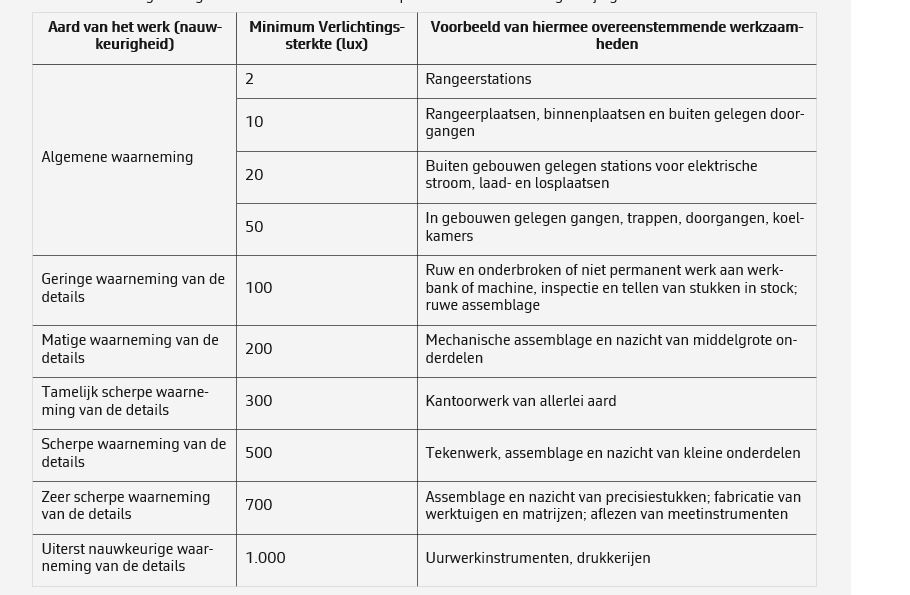 Aard van het werk (nauw-
keurigheid)
Minimum Verlichtings-
sterkte (lux)
Voorbeeld van hiermee overeenstemmende werkzaam-
heden
Algemene waarneming
2
Rangeerstations
10
Rangeerplaatsen, binnenplaatsen en buiten gelegen door-
gangen
20
Buiten gebouwen gelegen stations voor elektrische
stroom, laad- en losplaatsen
50
In gebouwen gelegen gangen, trappen, doorgangen, koel-
kamers
Geringe waarneming van de
details
100
Ruw en onderbroken of niet permanent werk aan werk-
bank of machine, inspectie en tellen van stukken in stock;
ruwe assemblage
Matige waarneming van de
details
200
Mechanische assemblage en nazicht van middelgrote on-
derdelen
Tamelijk scherpe waarne-
ming van de details
300
Kantoorwerk van allerlei aard
Scherpe waarneming van de
details
500
Tekenwerk, assemblage en nazicht van kleine onderdelen
Zeer scherpe waarneming
van de details
700
Assemblage en nazicht van precisiestukken; fabricatie van
werktuigen en matrijzen; aflezen van meetinstrumenten
Uiterst nauwkeurige waar-
neming van de details
1.000
Uurwerkinstrumenten, drukkerijen